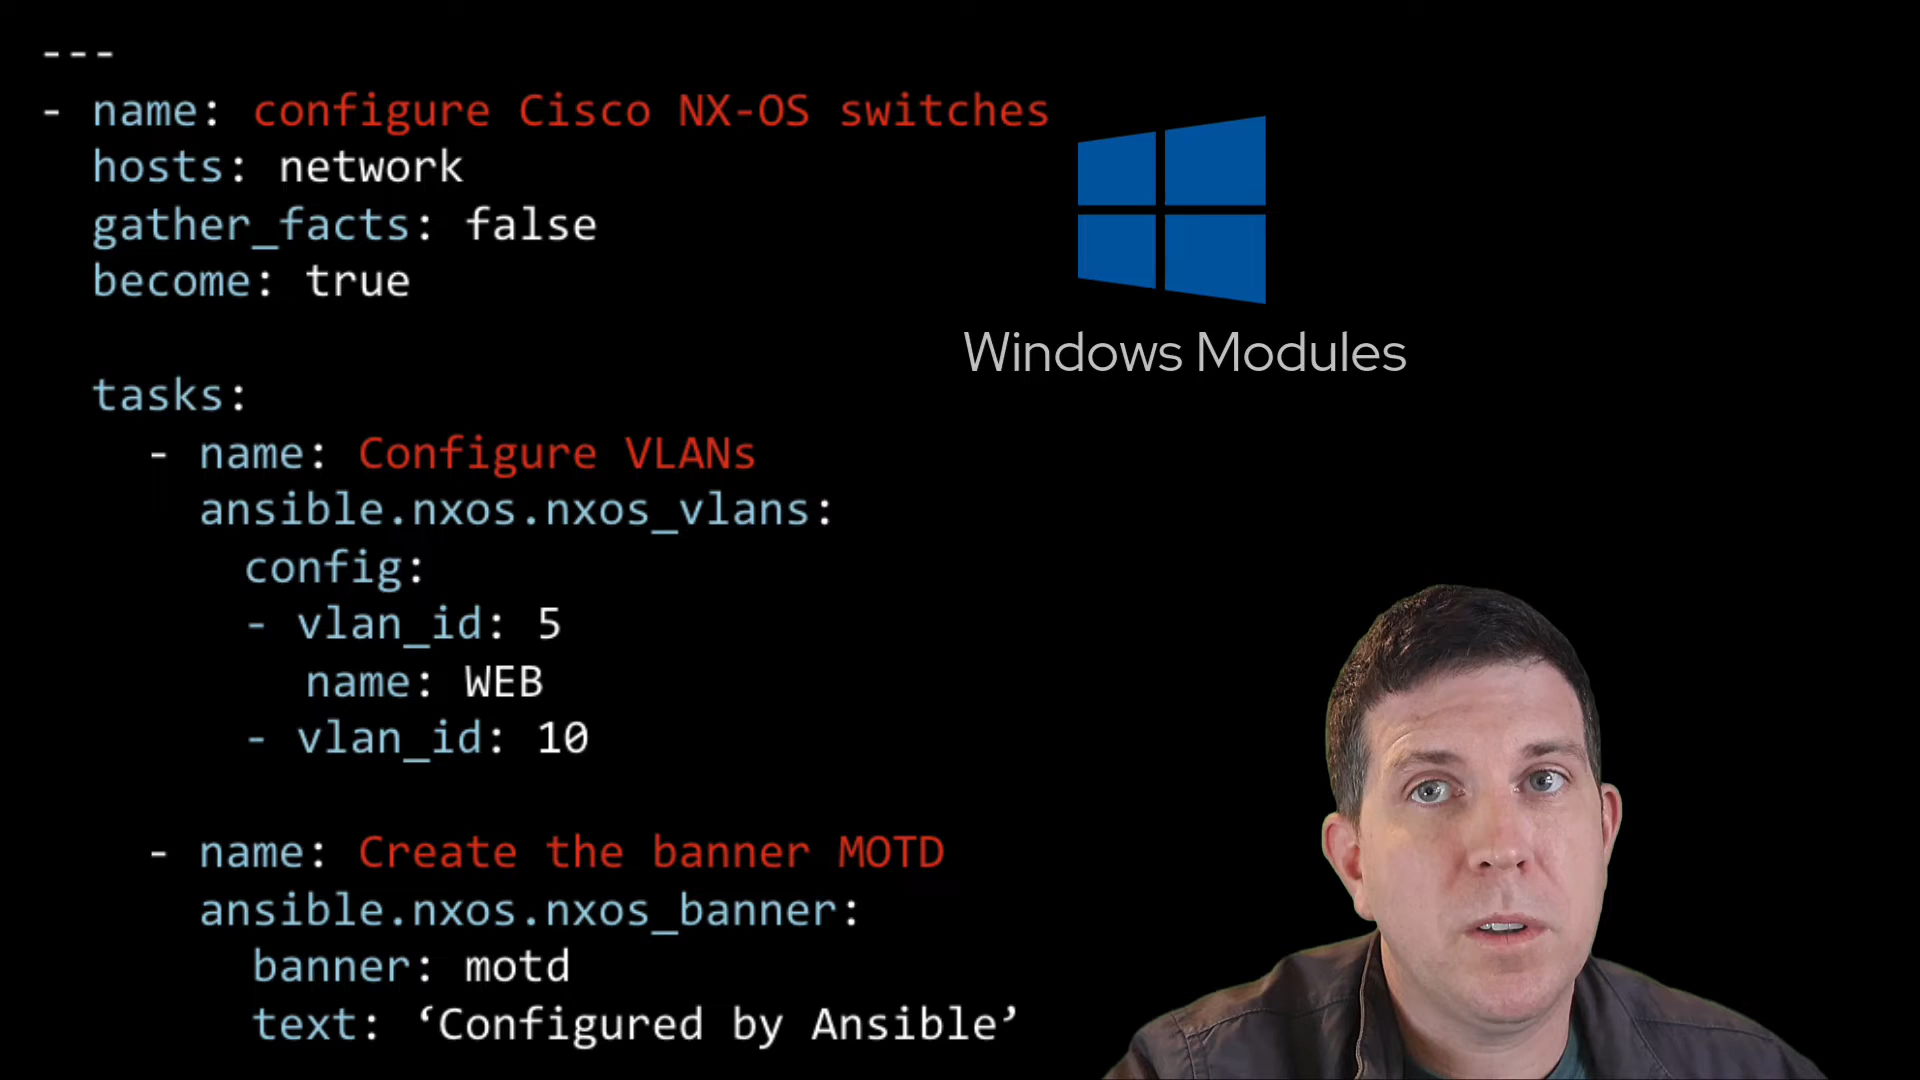 ---
- name: configure Cisco NX-OS switches
hosts: network
gather_facts: false
become: true
tasks:
- name: Configure VLANs
ansible.nxos.nxos_vlans:
config:
- vlan_id: 5
name: WEB
- vlan_id: 10
- name: Create the banner MOTD
ansible.nxos.nxos_banner:
banner: motd
text: ‘Configured by Ansible’
Windows Modules